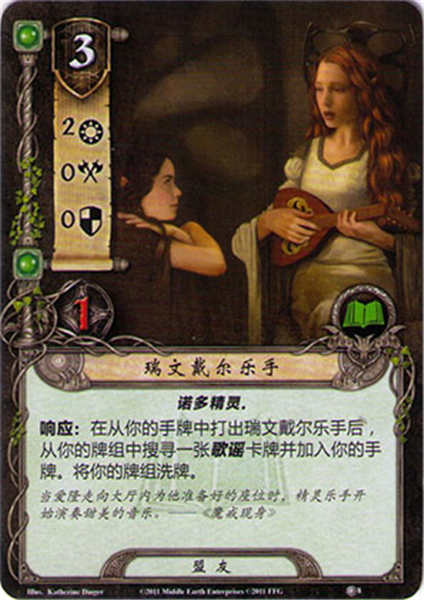 3
2
0
0
1
瑞文戴尔乐手
诺多精灵.
响应：在从你的手牌中打出瑞文戴尔乐手后，
从你的牌组中搜寻一张歌谣卡牌并加入你的手
牌。将你的牌组洗牌。
当爱隆走向大厅内为他准备好的座位时，精灵乐手开
始演奏甜美的音乐。——《魔戒现身》
盟友
Illus. Katherine Dinger ©2011 Middle Earth Enterprises ©2011 FFG 8